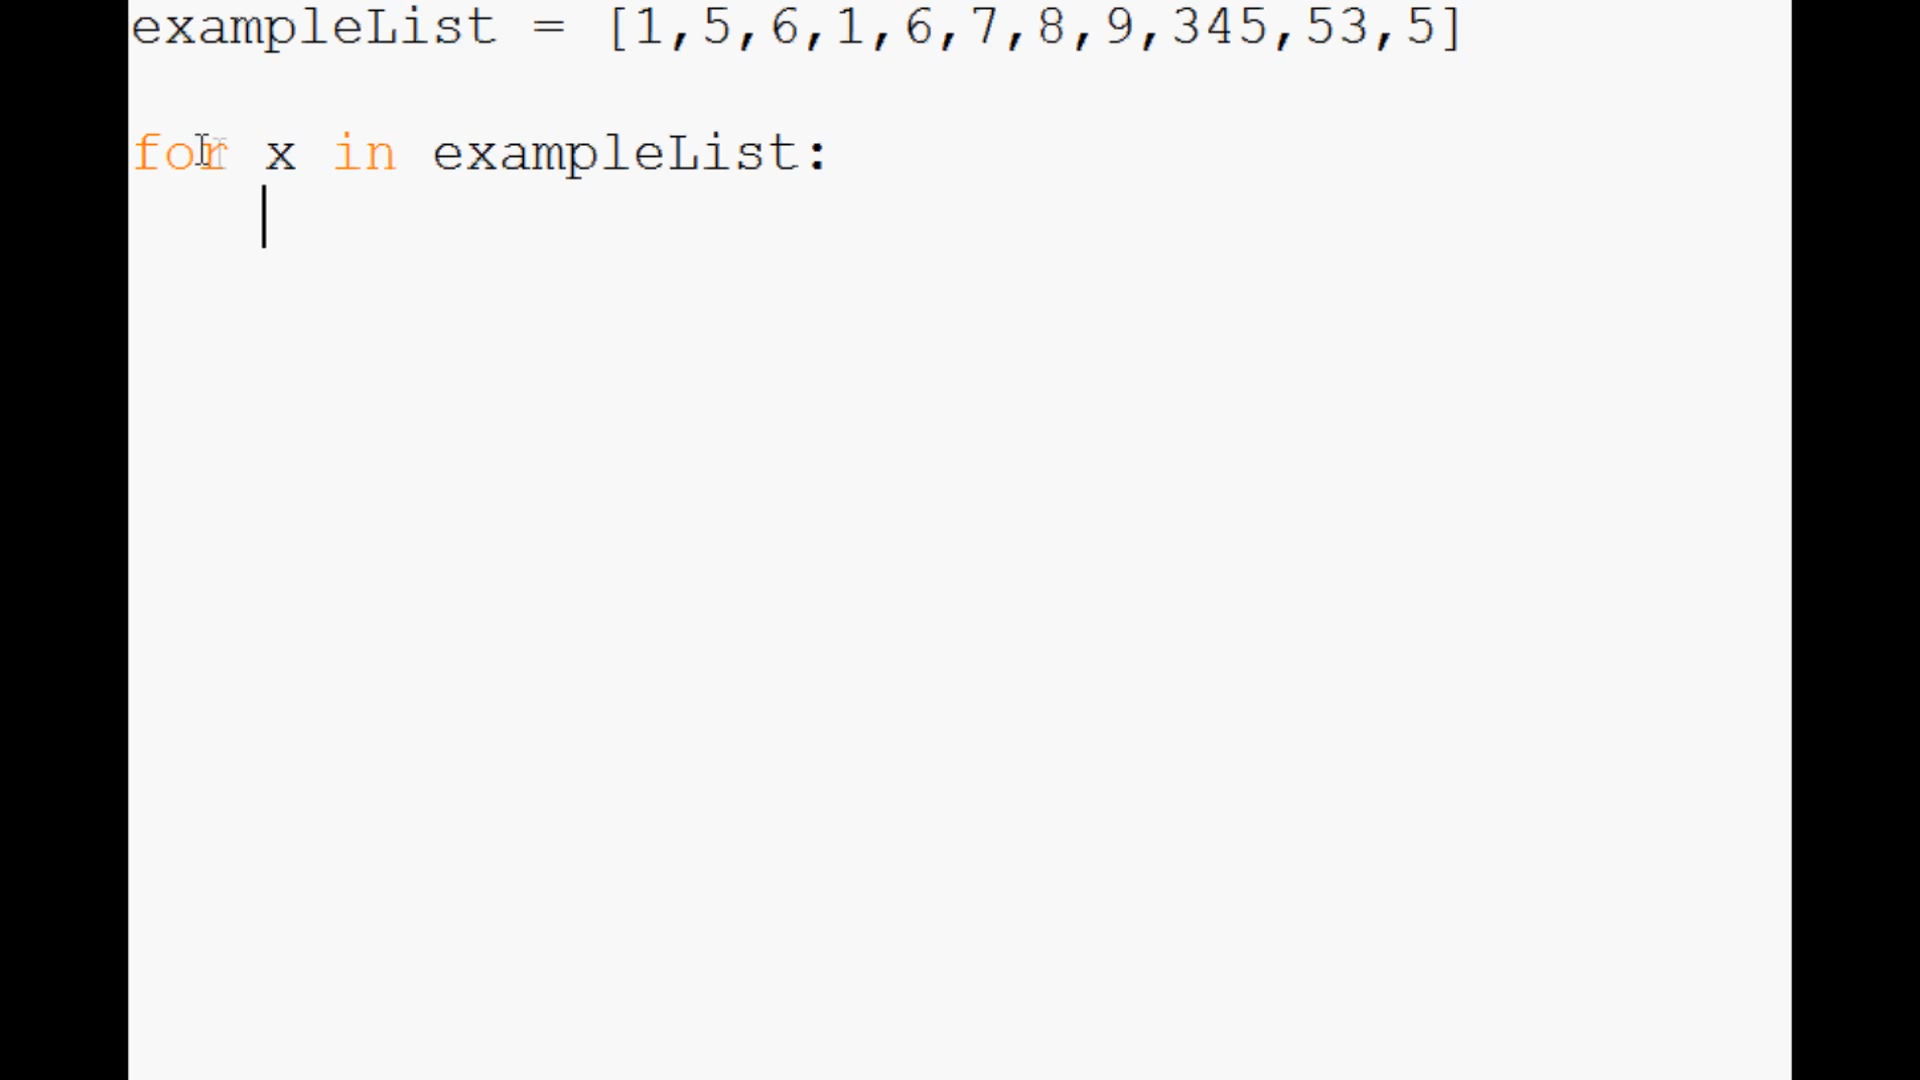 exampleList = [1,5,6,1,6,7,8,9,345,53,5]
for x in exampleList: